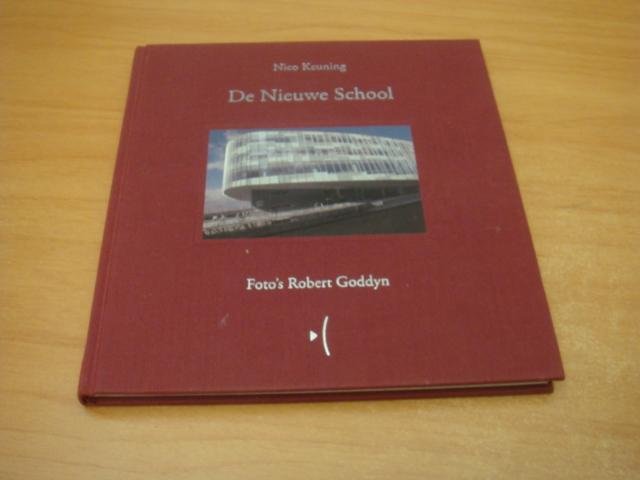 Nico Keuning
De Nieuwe School
Foto's Robert Goddyn